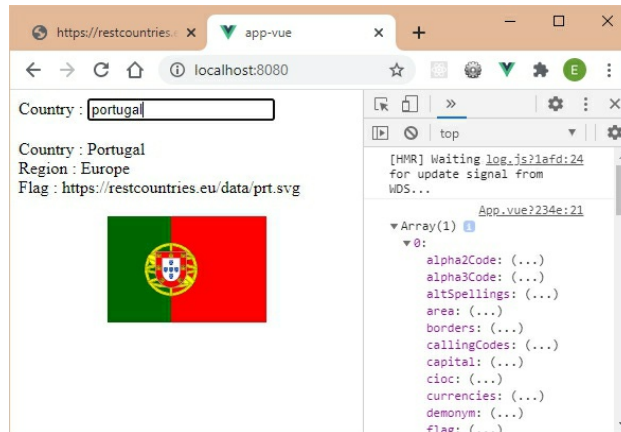 https://restcountries.e
app-vue
localhost:8080
E
Country : portugal
Country : Portugal
Region : Europe
Flag : https://restcountries.eu/data/prt.svg
top
[HMR] Waiting log.js?1afd:24
for update signal from
WDS...
App.vue?234e:21
▼Array(1) i
▼0:
alpha2Code: (...)
alpha3Code: (...)
altSpellings: (...)
area: (...)
borders: (...)
callingCodes: (...)
capital: (...)
cioc: (...)
currencies: (...)
demonym: (...)
flag: (...)